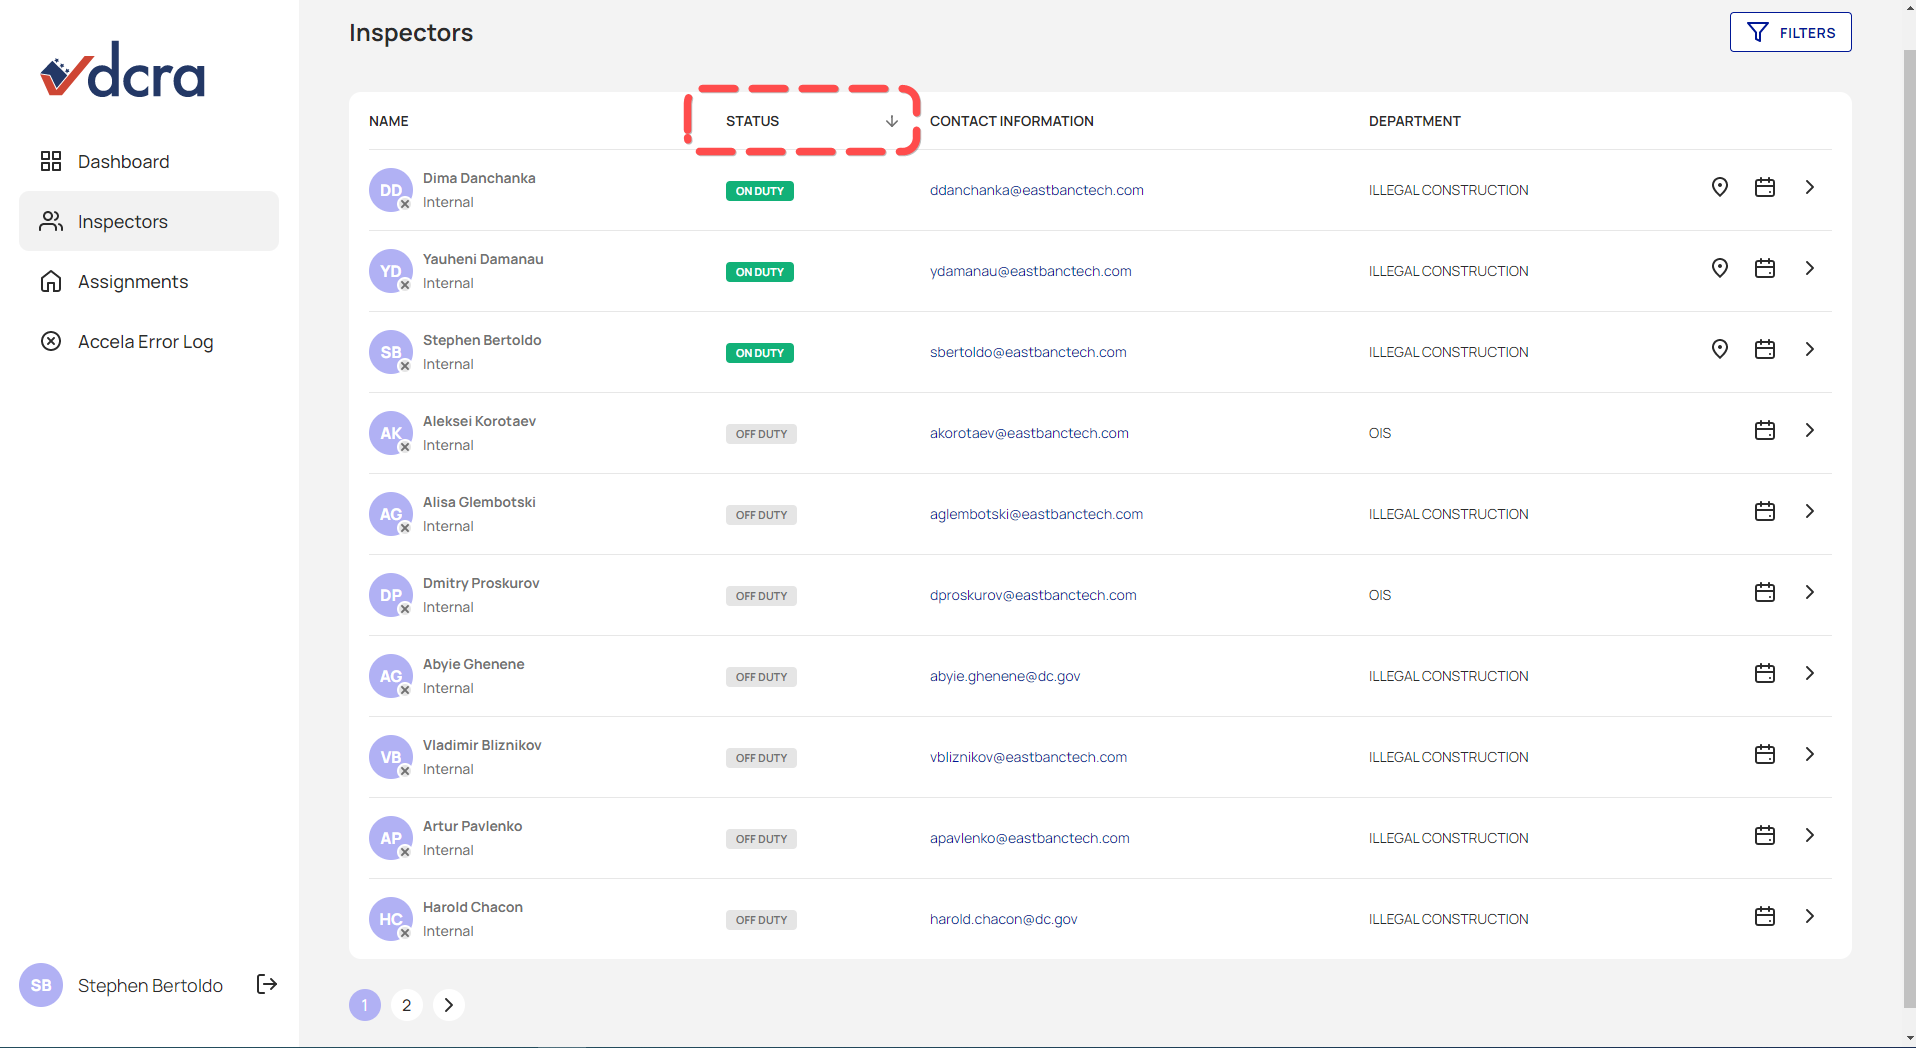 dcra
Dashboard
Inspectors
Assignments
Accela Error Log
SB Stephen Bertoldo
Inspectors
FILTERS
NAME STATUS CONTACT INFORMATION DEPARTMENT
DD Dima Danchanka Internal ON DUTY ddanchanka@eastbanctech.com ILLEGAL CONSTRUCTION
YD Yauheni Damanau Internal ON DUTY ydamanau@eastbanctech.com ILLEGAL CONSTRUCTION
SB Stephen Bertoldo Internal ON DUTY sbertoldo@eastbanctech.com ILLEGAL CONSTRUCTION
AK Aleksei Korotaev Internal OFF DUTY akorotaev@eastbanctech.com OIS
AG Alisa Glembotski Internal OFF DUTY aglembotski@eastbanctech.com ILLEGAL CONSTRUCTION
DP Dmitry Proskurov Internal OFF DUTY dproskurov@eastbanctech.com OIS
AG Abyie Ghenene Internal OFF DUTY abyie.ghenene@dc.gov ILLEGAL CONSTRUCTION
VB Vladimir Bliznikov Internal OFF DUTY vbliznikov@eastbanctech.com ILLEGAL CONSTRUCTION
AP Artur Pavlenko Internal OFF DUTY apavlenko@eastbanctech.com ILLEGAL CONSTRUCTION
HC Harold Chacon Internal OFF DUTY harold.chacon@dc.gov ILLEGAL CONSTRUCTION
1 2